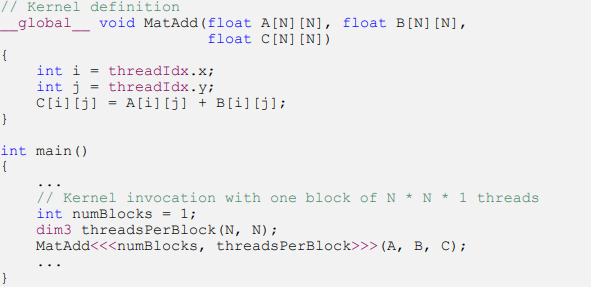 // Kernel definition
__global__ void MatAdd(float A[N][N], float B[N][N],
                       float C[N][N])
{
    int i = threadIdx.x;
    int j = threadIdx.y;
    C[i][j] = A[i][j] + B[i][j];
}

int main()
{
    ...
    // Kernel invocation with one block of N * N * 1 threads
    int numBlocks = 1;
    dim3 threadsPerBlock(N, N);
    MatAdd<<<numBlocks, threadsPerBlock>>>(A, B, C);
    ...
}